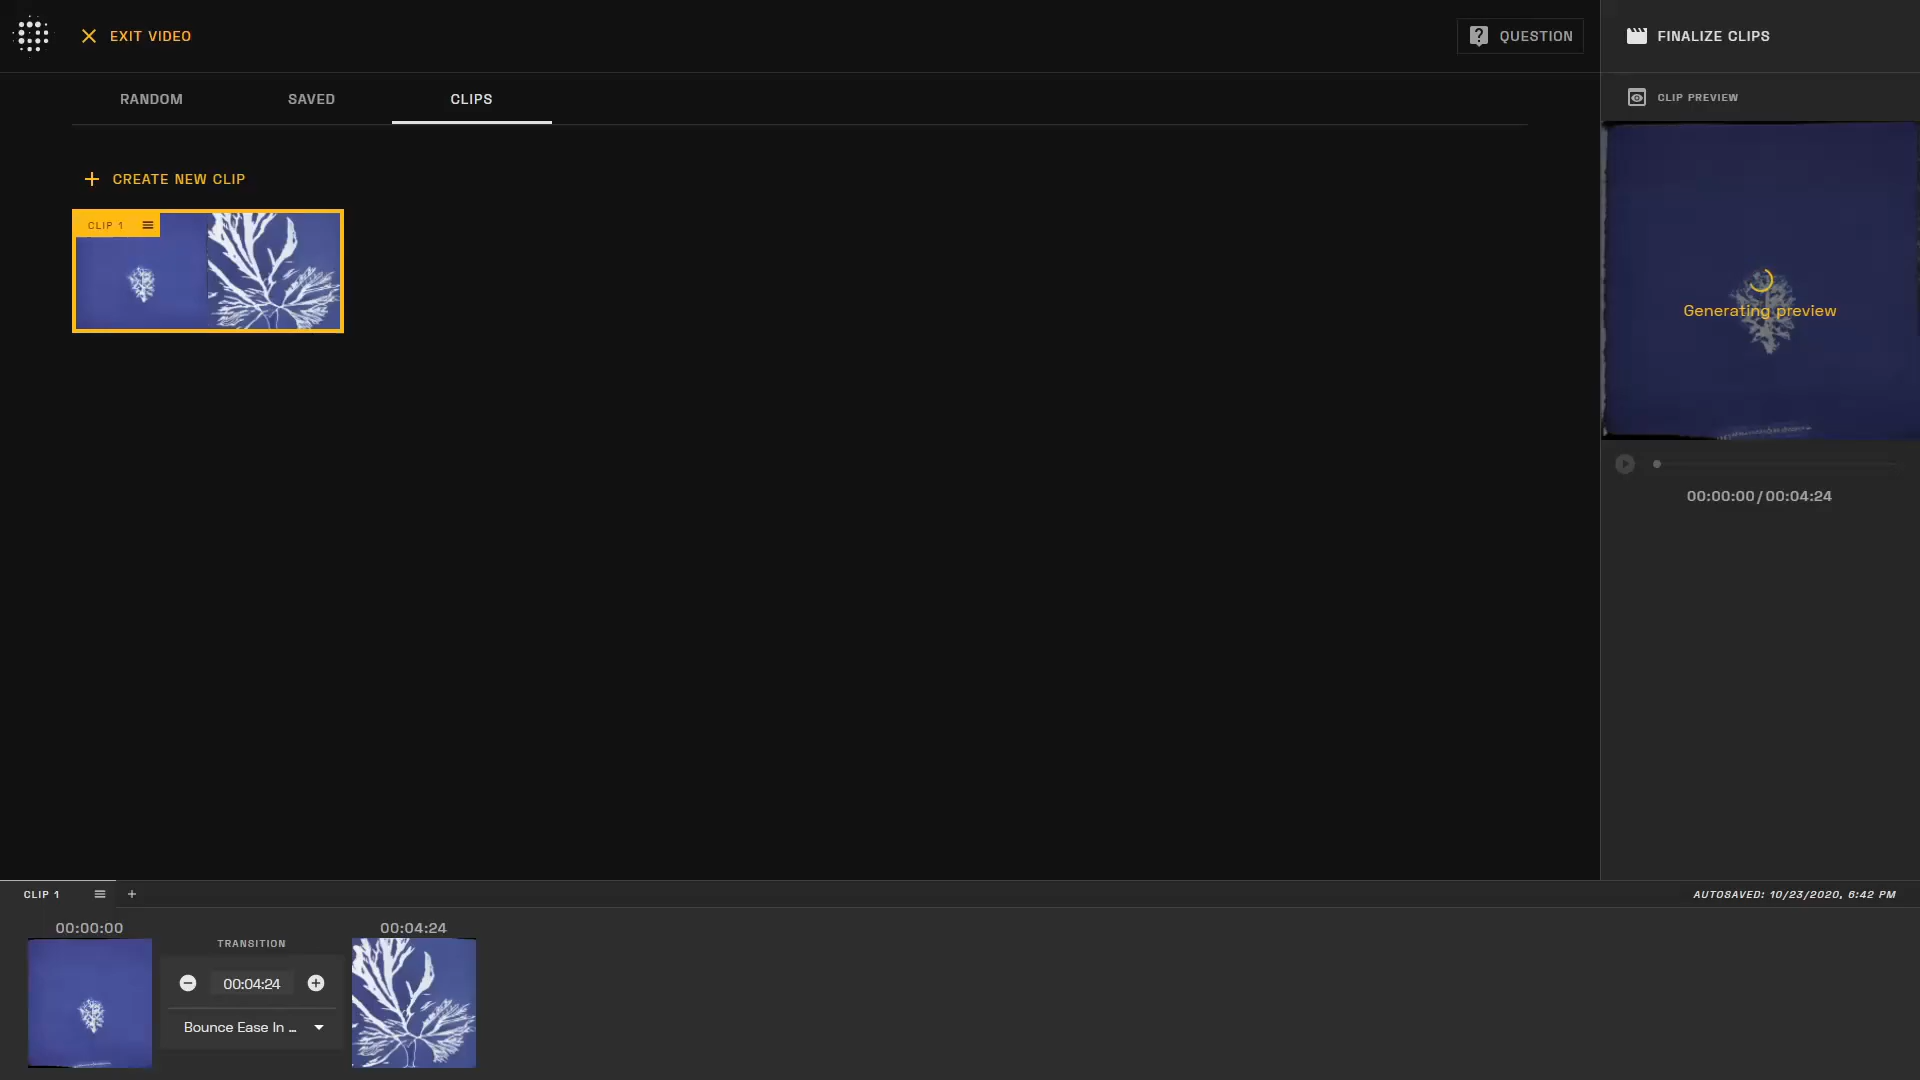 EXIT VIDEO
QUESTION
FINALIZE CLIPS
RANDOM
SAVED
CLIPS
CLIP PREVIEW
CREATE NEW CLIP
CLIP 1
Generating preview
00:00:00/00:04:24
CLIP 1
AUTOSAVED: 10/23/2020, 6:42 PM
00:00:00
00:04:24
TRANSITION
00:04:24
Bounce Ease In ...